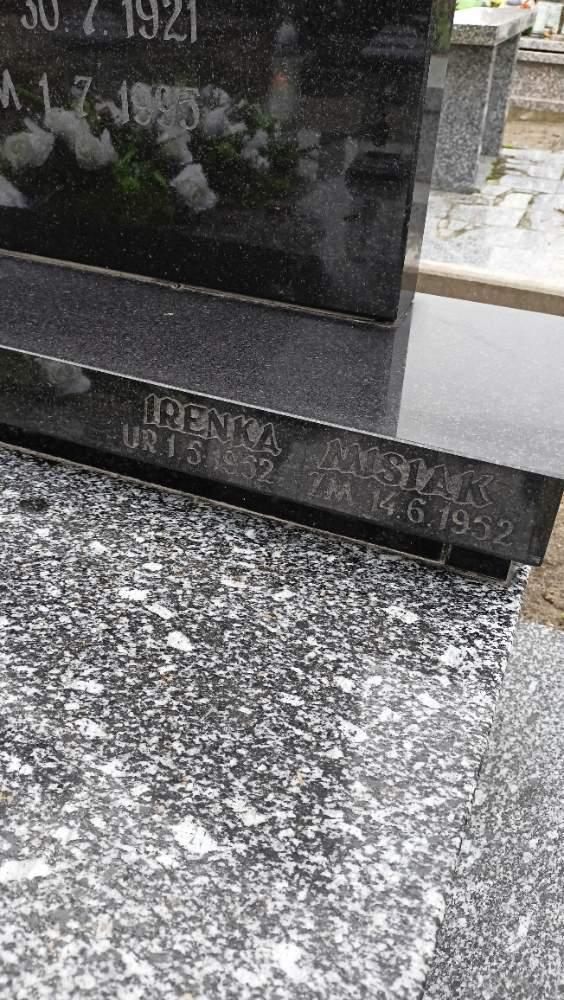 30.7.1921
M 1.7.1995
IRENKA MISIAK
UR 1 5 1952 ZM 14.6.1952